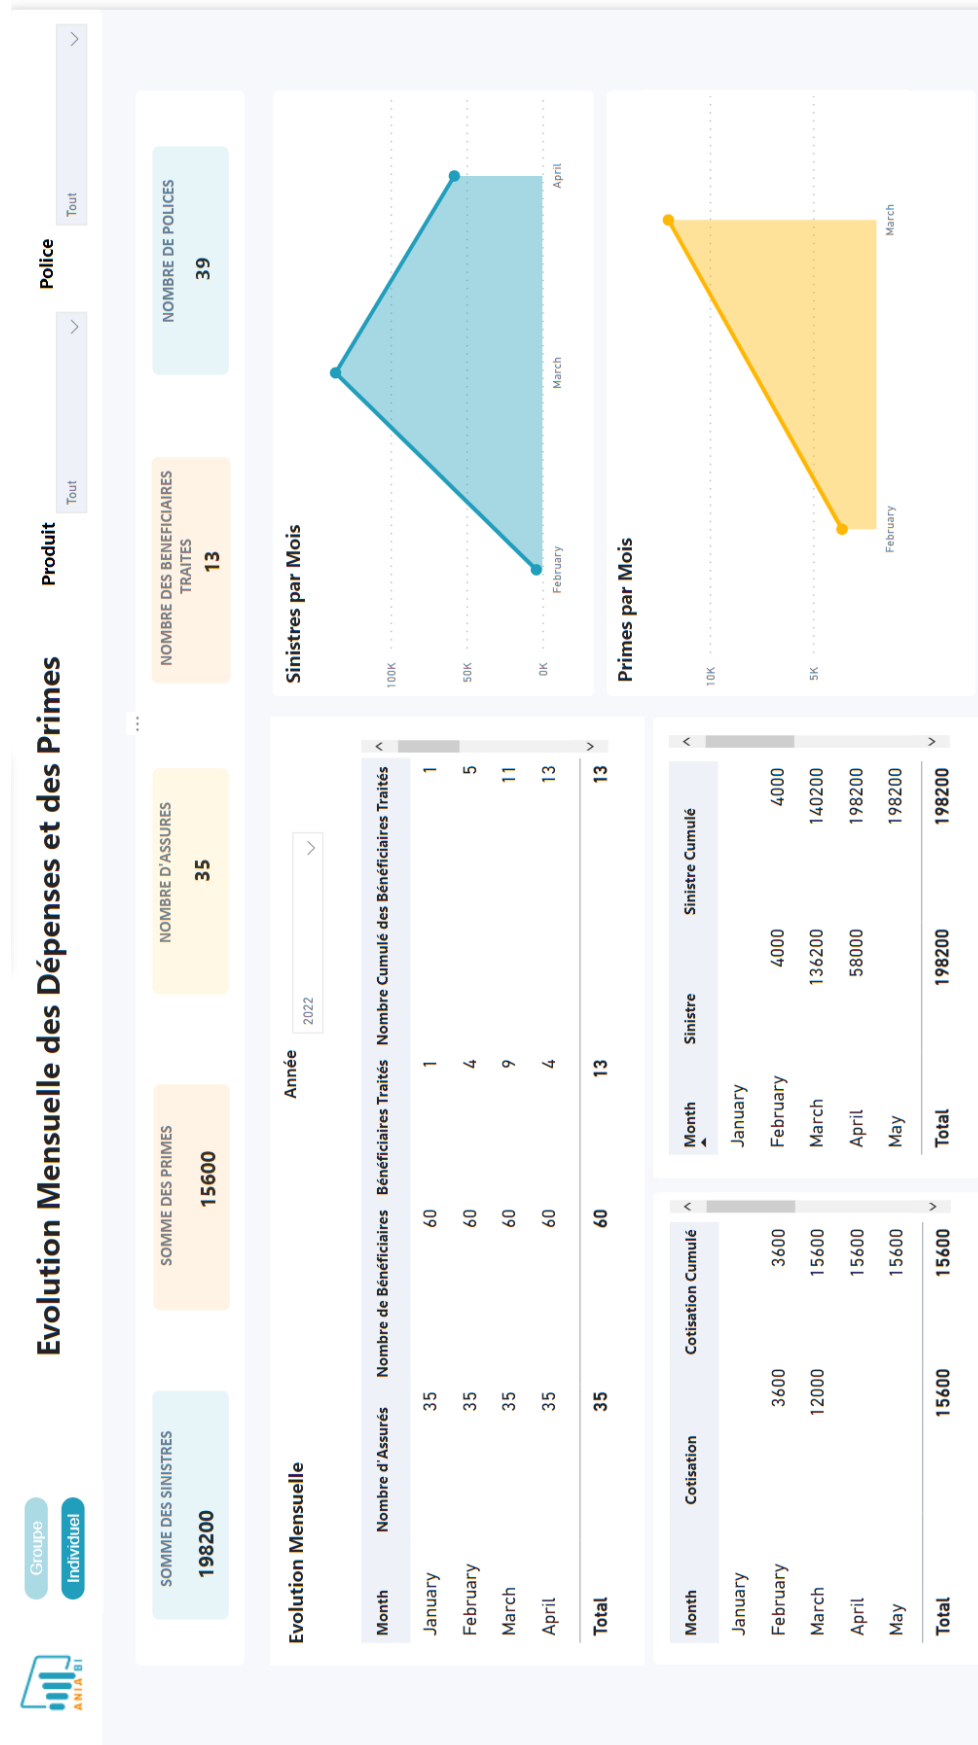 ANIA BI
Groupe
Individuel
Evolution Mensuelle des Dépenses et des Primes
Produit
Tout
Police
Tout
SOMME DES SINISTRES
198200
SOMME DES PRIMES
15600
NOMBRE D'ASSURES
35
NOMBRE DES BENEFICIAIRES
TRAITES
13
NOMBRE DE POLICES
39
Evolution Mensuelle
Année
2022
Month Nombre d'Assurés Nombre de Bénéficiaires Bénéficiaires Traités Nombre Cumulé des Bénéficiaires Traités
January 35 60 1 1
February 35 60 4 5
March 35 60 9 11
April 35 60 4 13
Total 35 60 13 13
Sinistres par Mois
100K
50K
0K
February March April
Month Cotisation Cotisation Cumulé
January
February 3600 3600
March 12000 15600
April 15600
May 15600
Total 15600 15600
Month Sinistre Sinistre Cumulé
January
February 4000 4000
March 136200 140200
April 58000 198200
May 198200
Total 198200 198200
Primes par Mois
10K
5K
February March